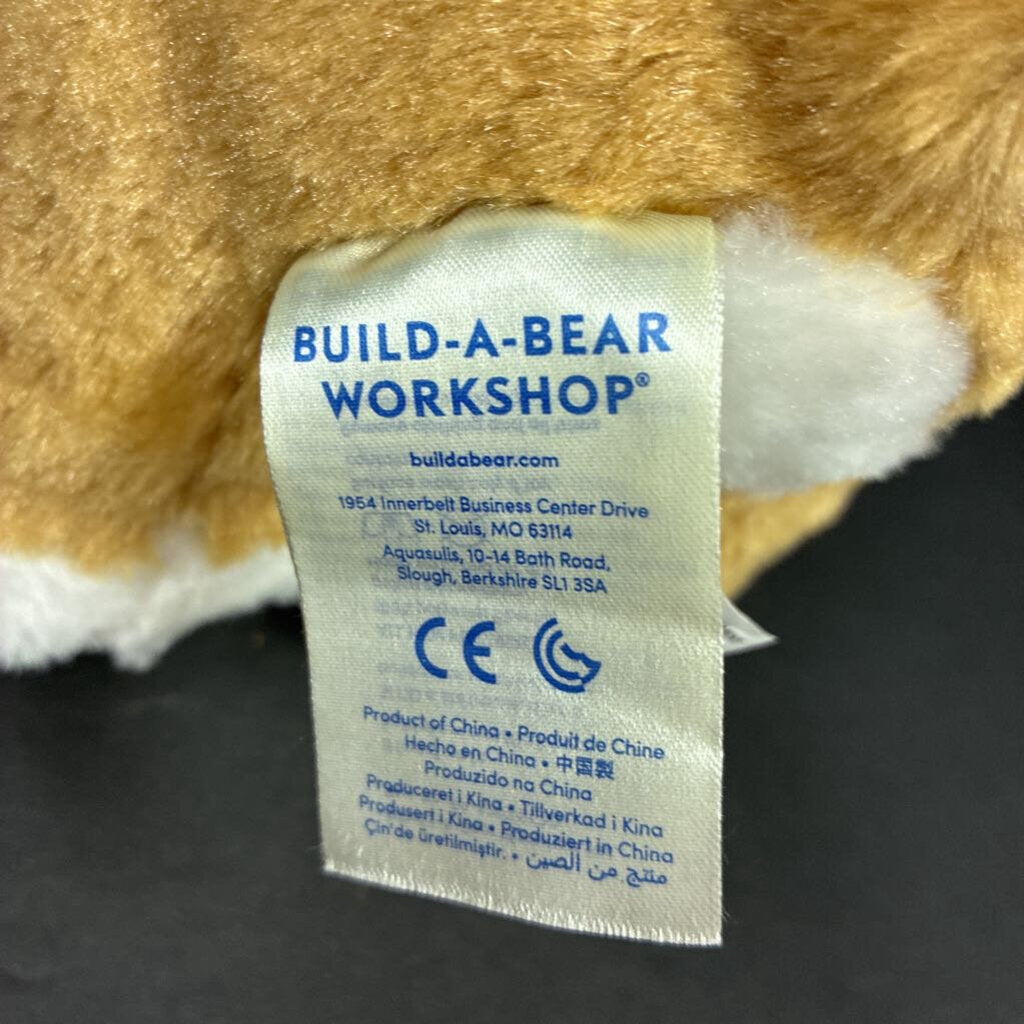 BUILD-A-BEAR
WORKSHOP®
buildabear.com
1954 Innerbelt Business Center Drive
St. Louis, MO 63114
Aquasulis, 10-14 Bath Road,
Slough, Berkshire SL1 3SA
CE
Product of China • Produit de Chine
Hecho en China • 中国製
Produzido na China
Produceret i Kina • Tillverkad i Kina
Produsert i Kina • Produziert in China
Çin'de üretilmiştir. • منتج من الصين